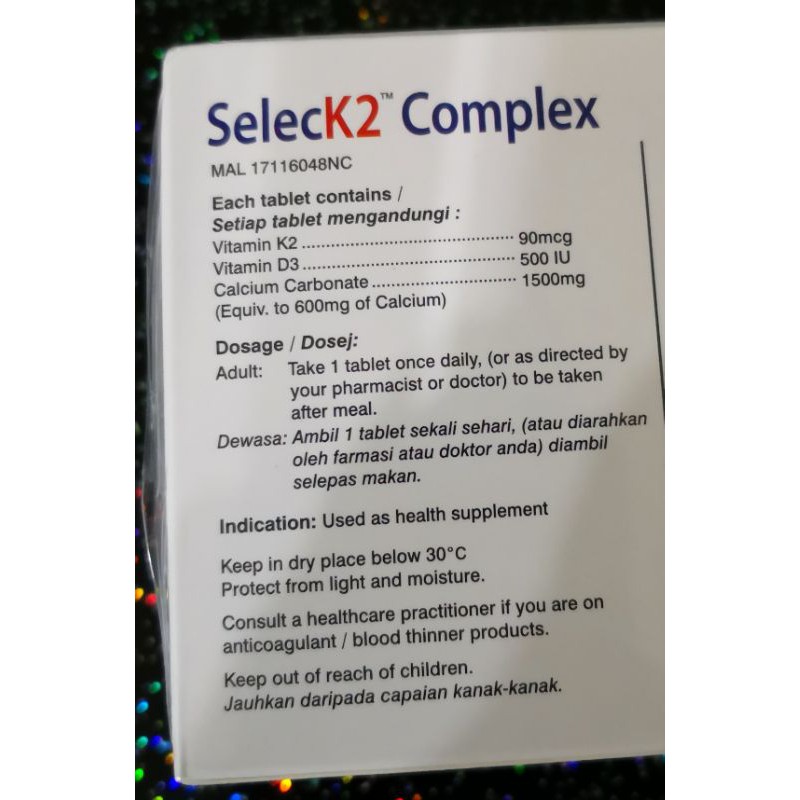 SelecK2™ Complex
MAL 17116048NC
Each tablet contains /
Setiap tablet mengandungi :
Vitamin K2 ............................................ 90mcg
Vitamin D3 ............................................ 500 IU
Calcium Carbonate .............................. 1500mg
(Equiv. to 600mg of Calcium)
Dosage / Dosej:
Adult: Take 1 tablet once daily, (or as directed by
your pharmacist or doctor) to be taken
after meal.
Dewasa: Ambil 1 tablet sekali sehari, (atau diarahkan
oleh farmasi atau doktor anda) diambil
selepas makan.
Indication: Used as health supplement
Keep in dry place below 30°C
Protect from light and moisture.
Consult a healthcare practitioner if you are on
anticoagulant / blood thinner products.
Keep out of reach of children.
Jauhkan daripada capaian kanak-kanak.